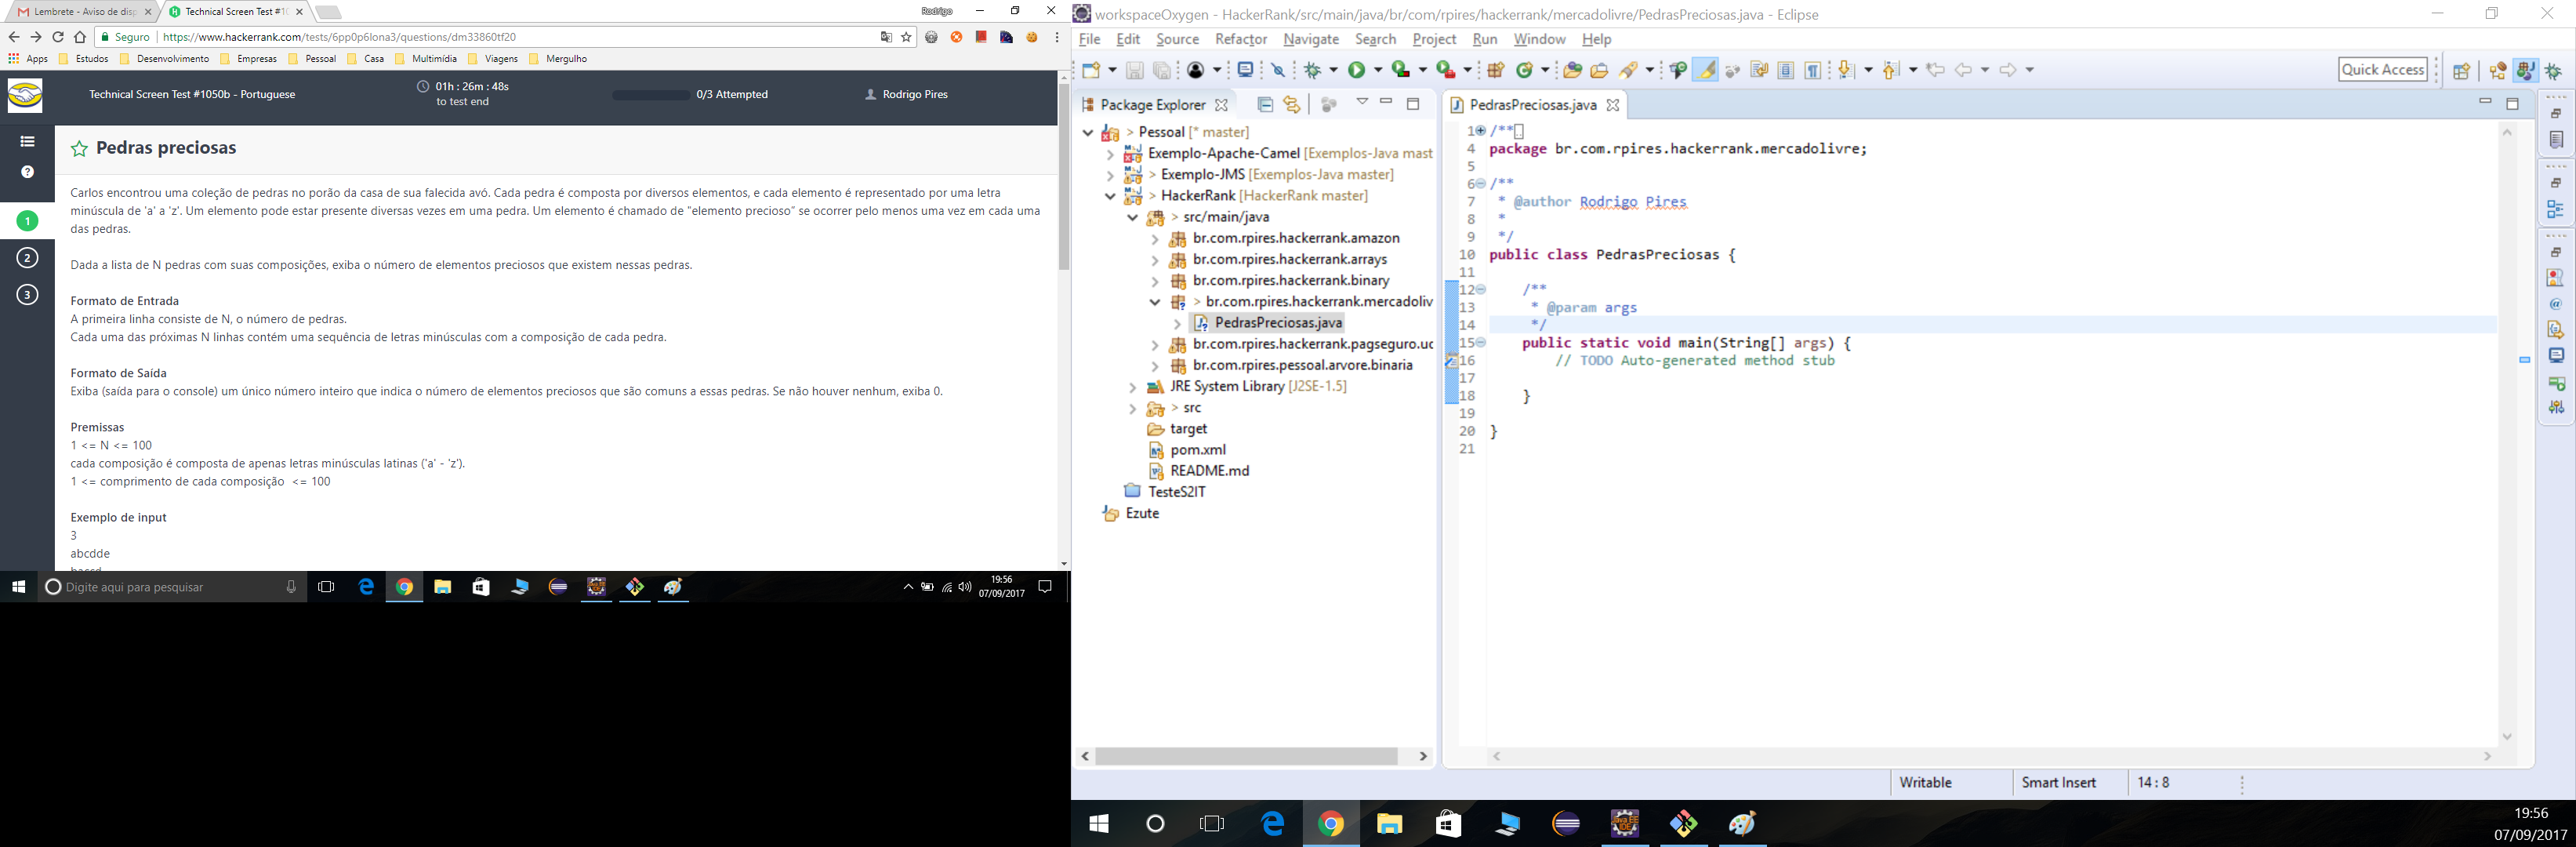 Lembrete - Aviso de disp
Technical Screen Test #10
Rodrigo
Seguro
https://www.hackerrank.com/tests/6pp0p6lona3/questions/dm33860tf20
Apps
Estudos
Desenvolvimento
Empresas
Pessoal
Casa
Multimídia
Viagens
Mergulho
Technical Screen Test #1050b - Portuguese
01h : 26m : 48s
to test end
0/3 Attempted
Rodrigo Pires
Pedras preciosas
1
2
3
Carlos encontrou uma coleção de pedras no porão da casa de sua falecida avó. Cada pedra é composta por diversos elementos, e cada elemento é representado por uma letra
minúscula de 'a' a 'z'. Um elemento pode estar presente diversas vezes em uma pedra. Um elemento é chamado de "elemento precioso" se ocorrer pelo menos uma vez em cada uma
das pedras.
Dada a lista de N pedras com suas composições, exiba o número de elementos preciosos que existem nessas pedras.
Formato de Entrada
A primeira linha consiste de N, o número de pedras.
Cada uma das próximas N linhas contém uma sequência de letras minúsculas com a composição de cada pedra.
Formato de Saída
Exiba (saída para o console) um único número inteiro que indica o número de elementos preciosos que são comuns a essas pedras. Se não houver nenhum, exiba 0.
Premissas
1 <= N <= 100
cada composição é composta de apenas letras minúsculas latinas ('a' - 'z').
1 <= comprimento de cada composição  <= 100
Exemplo de input
3
abcdde
baccd
Digite aqui para pesquisar
19:56
07/09/2017
workspaceOxygen - HackerRank/src/main/java/br/com/rpires/hackerrank/mercadolivre/PedrasPreciosas.java - Eclipse
File Edit Source Refactor Navigate Search Project Run Window Help
Quick Access
Package Explorer
> Pessoal [* master]
Exemplo-Apache-Camel [Exemplos-Java mast
> Exemplo-JMS [Exemplos-Java master]
> HackerRank [HackerRank master]
> src/main/java
br.com.rpires.hackerrank.amazon
br.com.rpires.hackerrank.arrays
br.com.rpires.hackerrank.binary
> br.com.rpires.hackerrank.mercadoliv
PedrasPreciosas.java
br.com.rpires.hackerrank.pagseguro.uc
br.com.rpires.pessoal.arvore.binaria
JRE System Library [J2SE-1.5]
> src
target
pom.xml
README.md
TesteS2IT
Ezute
PedrasPreciosas.java
1 /**
4 package br.com.rpires.hackerrank.mercadolivre;
5
6 /**
7 * @author Rodrigo Pires
8 *
9 */
10 public class PedrasPreciosas {
11
12 /**
13 * @param args
14 */
15 public static void main(String[] args) {
16 // TODO Auto-generated method stub
17
18 }
19
20 }
21
Writable
Smart Insert
14 : 8
Java EE
IDE
19:56
07/09/2017